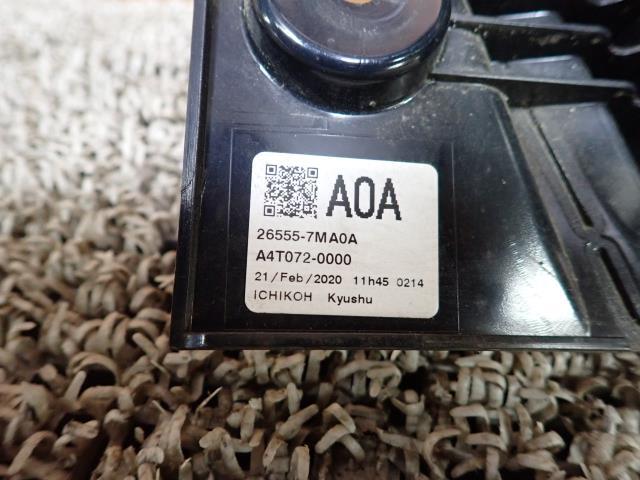 A0A
26555-7MA0A
A4T072-0000
21/Feb/2020 11h45 0214
ICHIKOH Kyushu